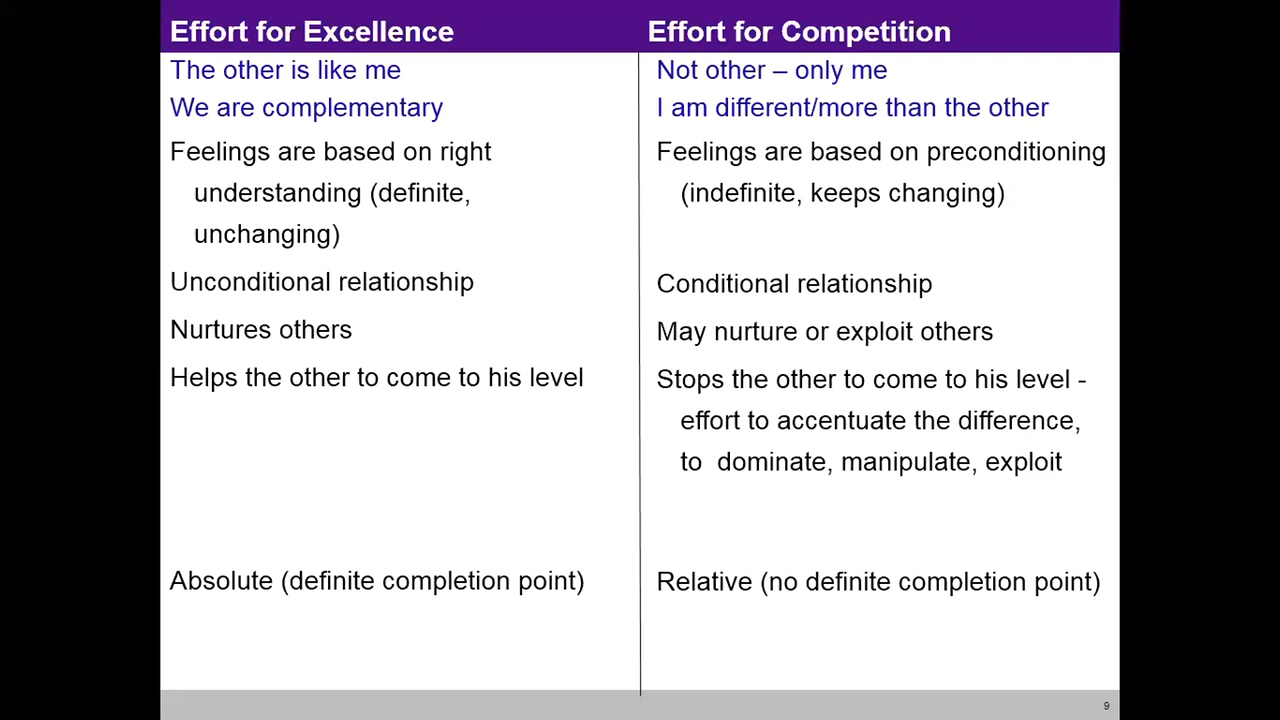 Effort for Excellence
The other is like me
We are complementary
Feelings are based on right
understanding (definite,
unchanging)
Unconditional relationship
Nurtures others
Helps the other to come to his level
Absolute (definite completion point)
Effort for Competition
Not other – only me
I am different/more than the other
Feelings are based on preconditioning
(indefinite, keeps changing)
Conditional relationship
May nurture or exploit others
Stops the other to come to his level -
effort to accentuate the difference,
to  dominate, manipulate, exploit
Relative (no definite completion point)
9